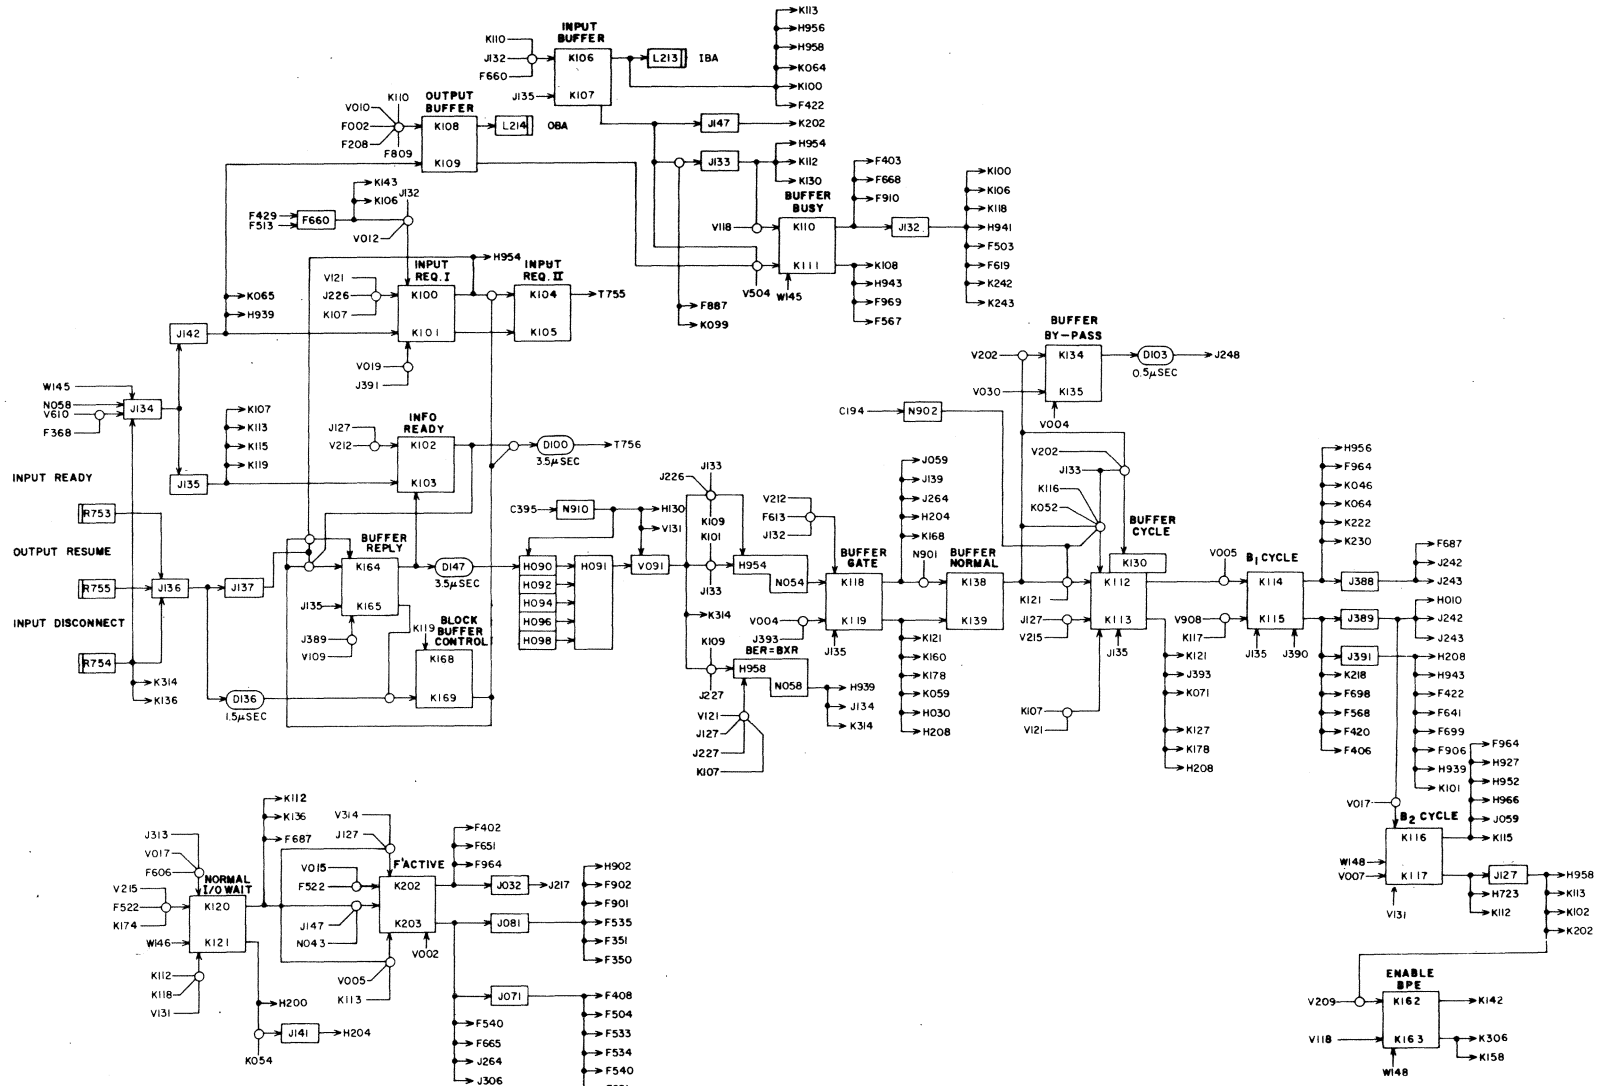 INPUT
BUFFER
K110
J132
F660
K106
K107
J135
L213
IBA
K113
H956
H958
K064
K100
F422
OUTPUT
BUFFER
K110
V010
F002
F208
F809
K108
K109
L214
OBA
J147
K202
J133
H954
K112
K130
BUFFER
BUSY
V118
K110
K111
V504
W145
F403
F668
F910
J132
K100
K106
K118
H941
F503
F619
K242
K243
K108
H943
F969
F567
F887
K099
K143
J132
K106
F429
F513
F660
V012
INPUT
REQ. I
H954
INPUT
REQ. II
V121
J226
K107
K100
K101
K104
K105
T755
V019
J391
K065
H939
J142
W145
N058
V610
F368
J134
J135
K107
K113
K115
K119
INFO
READY
J127
V212
K102
K103
D100
3.5µSEC
T756
INPUT READY
R753
OUTPUT RESUME
R755
INPUT DISCONNECT
R754
J136
J137
K314
K136
D136
1.5µSEC
BUFFER
REPLY
K164
K165
J135
J389
V109
D147
3.5µSEC
K119
BLOCK
BUFFER
CONTROL
K168
K169
C395
N910
H130
V131
H090
H092
H094
H096
H098
H091
V091
J133
J226
K109
K101
J133
H954
N054
K314
K109
J227
BER=BXR
H958
N058
H939
J134
K314
V121
J127
J227
K107
V212
F613
J132
BUFFER
GATE
K118
K119
V004
J393
J135
J059
J139
J264
H204
K168
N901
BUFFER
NORMAL
K138
K139
K121
K160
K178
K059
H030
H208
C194
N902
BUFFER
BY-PASS
V202
K134
K135
V030
V004
D103
0.5µSEC
J248
V202
J133
K116
K052
BUFFER
CYCLE
K130
K112
K113
K121
J127
V215
J135
K107
V121
K121
J393
K071
K127
K178
H208
V005
B1 CYCLE
K114
K115
V908
K117
J135
J390
H956
F964
K046
K064
K222
K230
J388
F687
J242
J243
J389
H010
J242
J243
J391
K218
F698
F568
F420
F406
H208
H943
F422
F641
F699
F906
H939
K101
V017
B2 CYCLE
K116
K117
W148
V007
V131
F964
H927
H952
H966
J059
K115
J127
H723
K112
H958
K113
K102
K202
ENABLE
BPE
V209
K162
K163
V118
W148
K142
K306
K158
J313
V017
F606
V215
F522
K174
NORMAL
I/O WAIT
K120
K121
W146
K112
K118
V131
K112
K136
F687
H200
J141
H204
K054
V314
J127
V015
F522
J147
N043
F'ACTIVE
K202
K203
V005
K113
V002
F402
F651
F964
J032
J217
J081
H902
F902
F901
F535
F351
F350
J071
F540
F665
J264
J306
F408
F504
F533
F534
F540